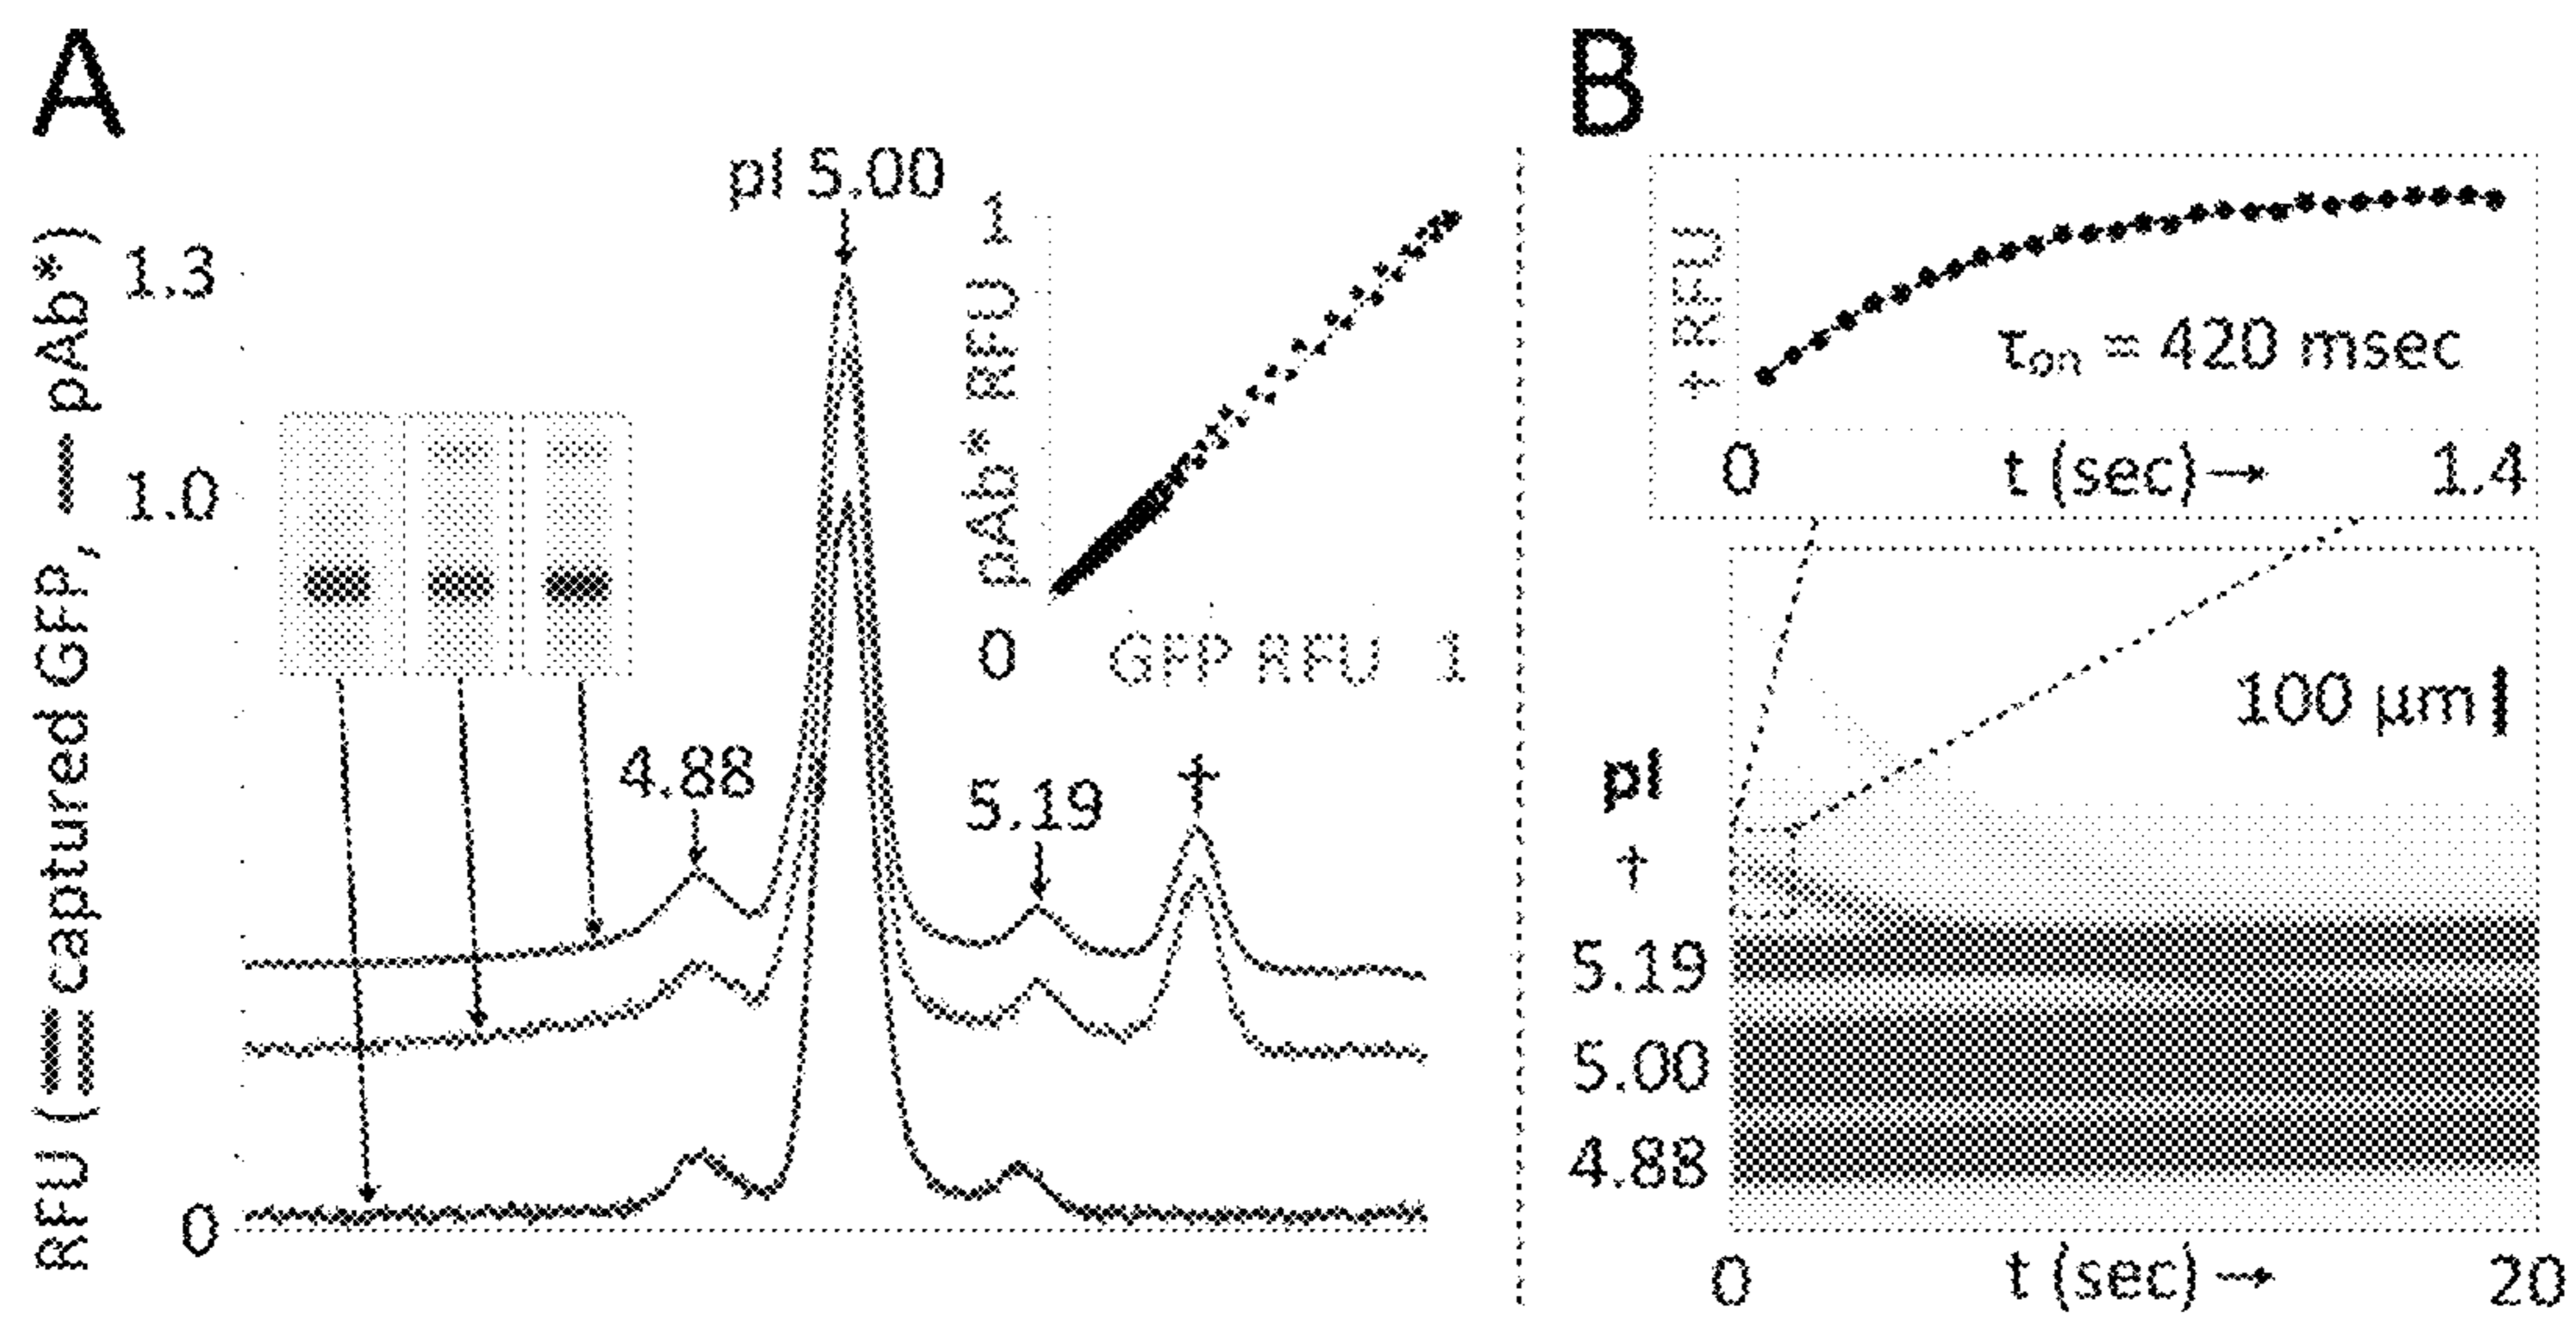 A
RFU ( captured GFP, pAb*)
1.3
1.0
0
pI 5.00
4.88
5.19
†
pAb* RFU 1
0
GFP RFU 1
B
† RFU
τon = 420 msec
0 t (sec)→ 1.4
100 µm
pI
†
5.19
5.00
4.88
0 t (sec)→ 20